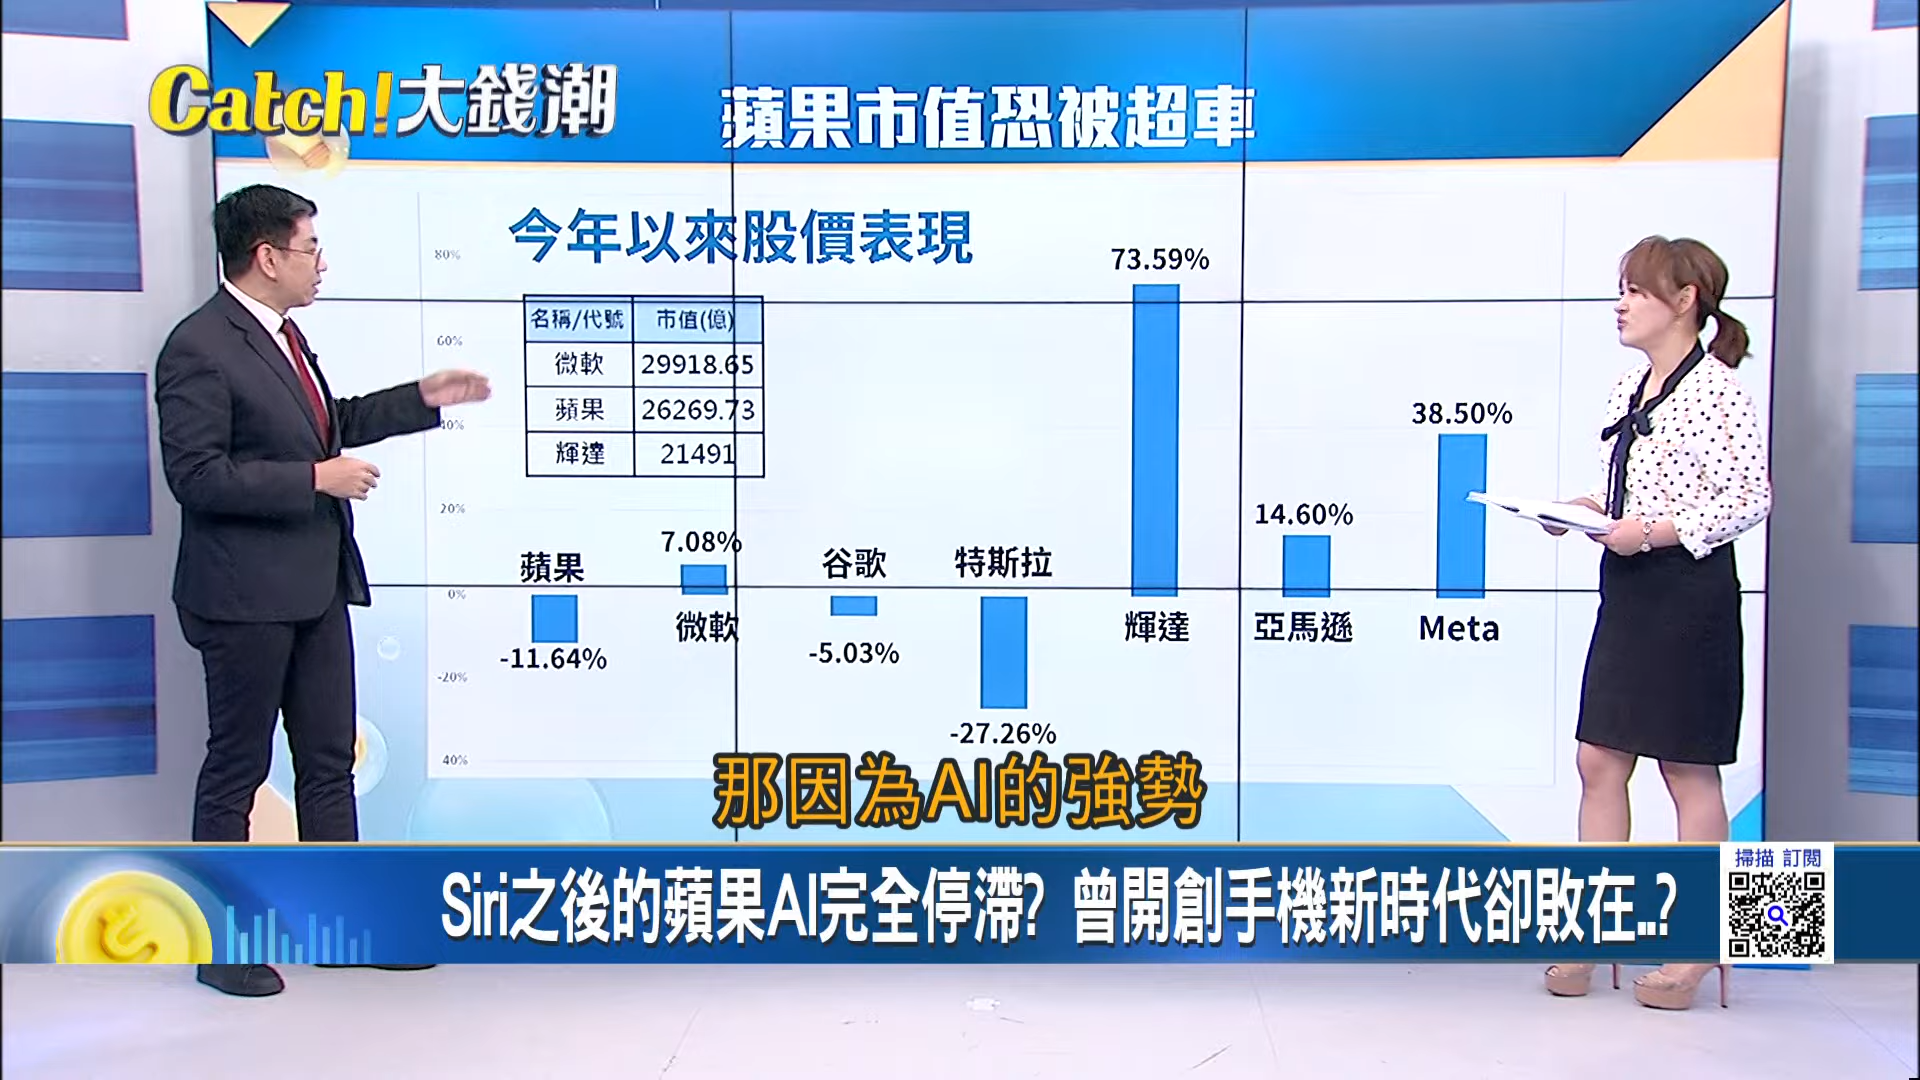 Catch!大錢潮
蘋果市值恐被超車
今年以來股價表現
名稱/代號 市值(億)
微軟 29918.65
蘋果 26269.73
輝達 21491
80%
60%
40%
20%
0%
-20%
40%
蘋果
-11.64%
7.08%
微軟
谷歌
-5.03%
特斯拉
-27.26%
73.59%
輝達
14.60%
亞馬遜
38.50%
Meta
那因為AI的強勢
Siri之後的蘋果AI完全停滯? 曾開創手機新時代卻敗在..?
掃描 訂閱